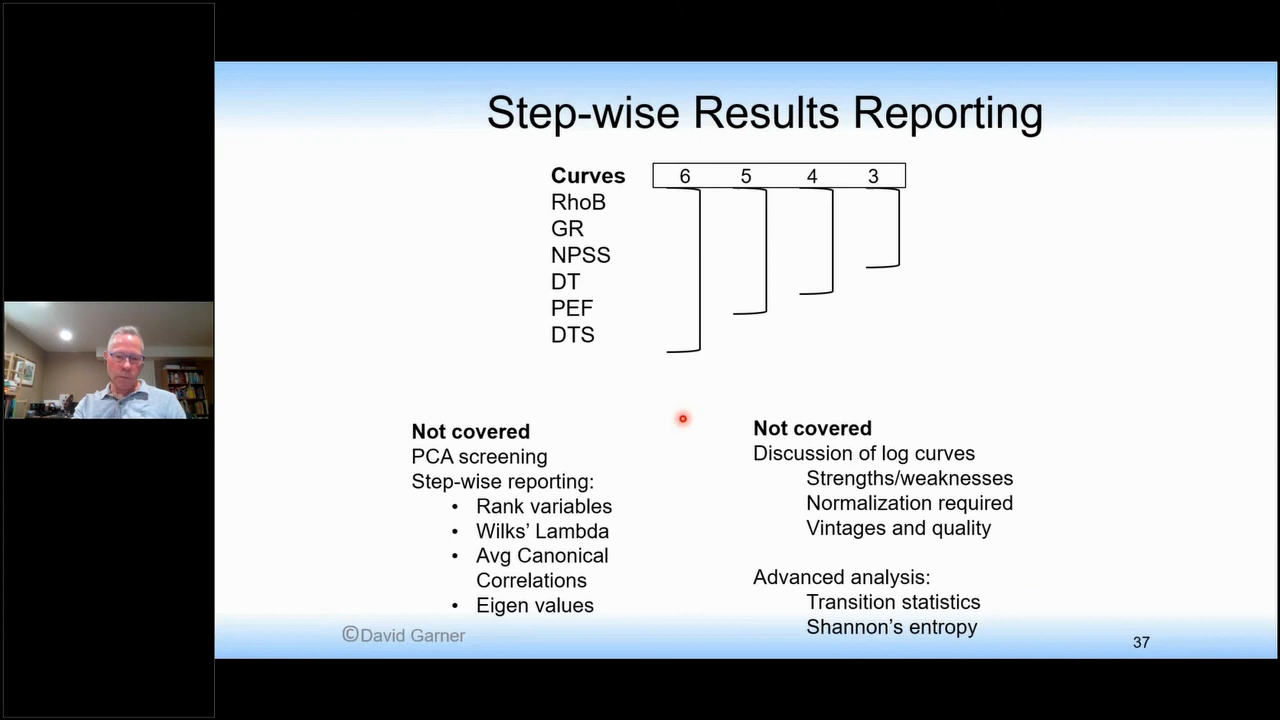 Step-wise Results Reporting
Curves 6 5 4 3
RhoB
GR
NPSS
DT
PEF
DTS
Not covered
PCA screening
Step-wise reporting:
• Rank variables
• Wilks’ Lambda
• Avg Canonical
Correlations
• Eigen values
Not covered
Discussion of log curves
Strengths/weaknesses
Normalization required
Vintages and quality
Advanced analysis:
Transition statistics
Shannon’s entropy
©David Garner
37